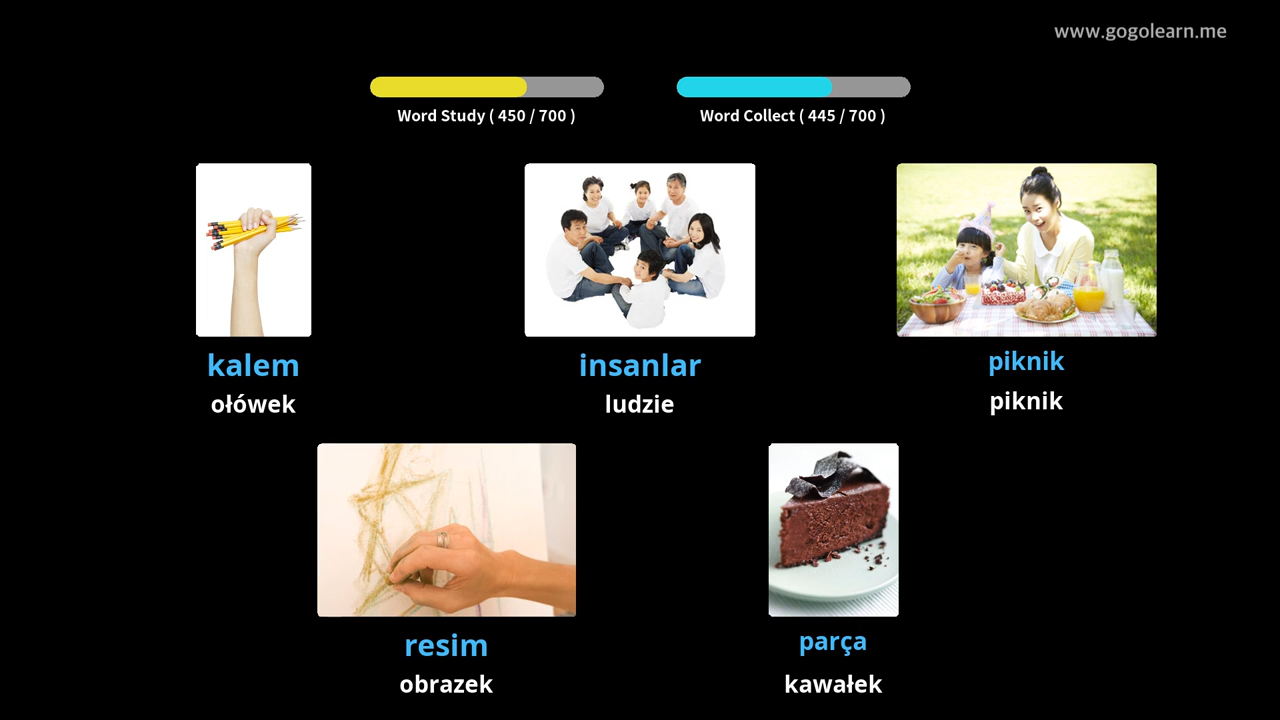 www.gogolearn.me
Word Study ( 450 / 700 )
Word Collect ( 445 / 700 )
kalem
ołówek
insanlar
ludzie
piknik
piknik
resim
obrazek
parça
kawałek